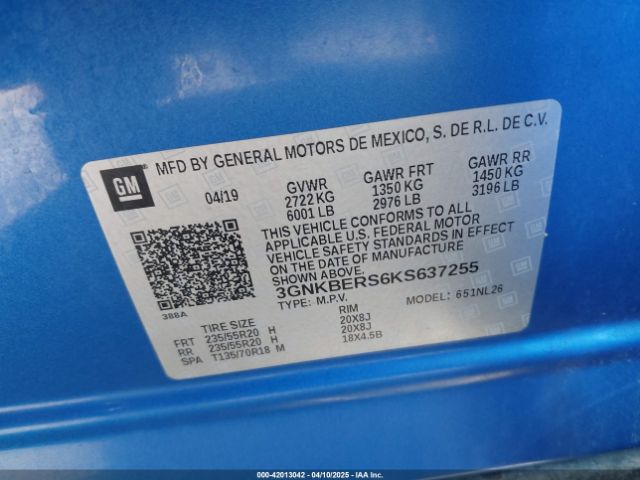 GM
MFD BY GENERAL MOTORS DE MEXICO, S. DE R.L. DE C.V.
04/19
GVWR
2722 KG
6001 LB
GAWR FRT
1350 KG
2976 LB
GAWR RR
1450 KG
3196 LB
THIS VEHICLE CONFORMS TO ALL
APPLICABLE U.S. FEDERAL MOTOR
VEHICLE SAFETY STANDARDS IN EFFECT
ON THE DATE OF MANUFACTURE
SHOWN ABOVE.
3GNKBERS6KS637255
TYPE: M.P.V.
MODEL: 651NL26
388A
TIRE SIZE RIM
FRT 235/55R20 H 20X8J
RR 235/55R20 H 20X8J
SPA T135/70R18 M 18X4.5B
000-42013042 - 04/10/2025 - IAA Inc.